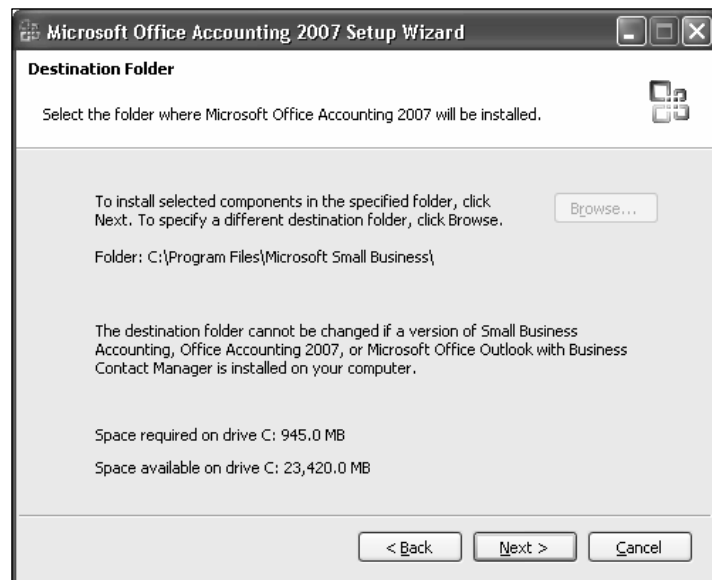 Microsoft Office Accounting 2007 Setup Wizard
Destination Folder
Select the folder where Microsoft Office Accounting 2007 will be installed.
To install selected components in the specified folder, click
Next. To specify a different destination folder, click Browse.
Browse...
Folder: C:\Program Files\Microsoft Small Business\
The destination folder cannot be changed if a version of Small Business
Accounting, Office Accounting 2007, or Microsoft Office Outlook with Business
Contact Manager is installed on your computer.
Space required on drive C: 945.0 MB
Space available on drive C: 23,420.0 MB
< Back
Next >
Cancel